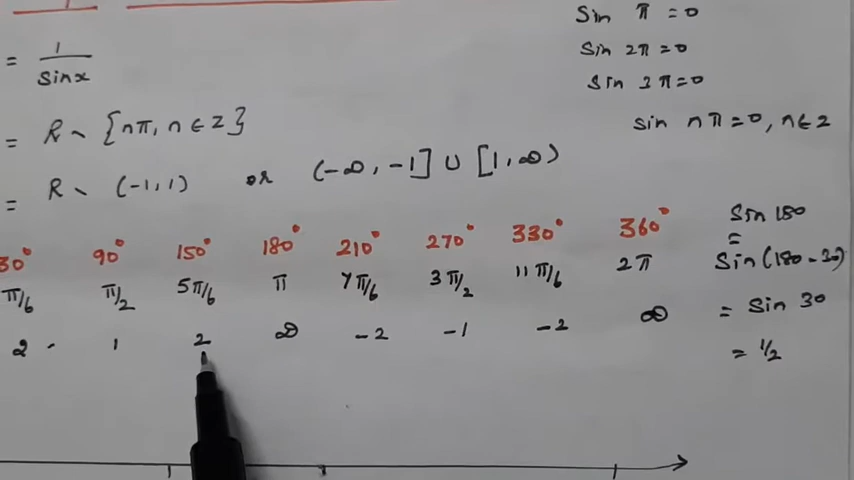 Sin π = 0
= 1/sinx
Sin 2π = 0
Sin 3π = 0
= R ~ {nπ, n ∈ Z}
sin nπ = 0, n ∈ Z
= R ~ (-1, 1) or (-∞, -1] ∪ [1, ∞)
30° 90° 150° 180° 210° 270° 330° 360° Sin 180
π/6 π/2 5π/6 π 7π/6 3π/2 11π/6 2π = Sin(180 - 30)
2 1 2 ∞ -2 -1 -2 ∞ = Sin 30
= 1/2